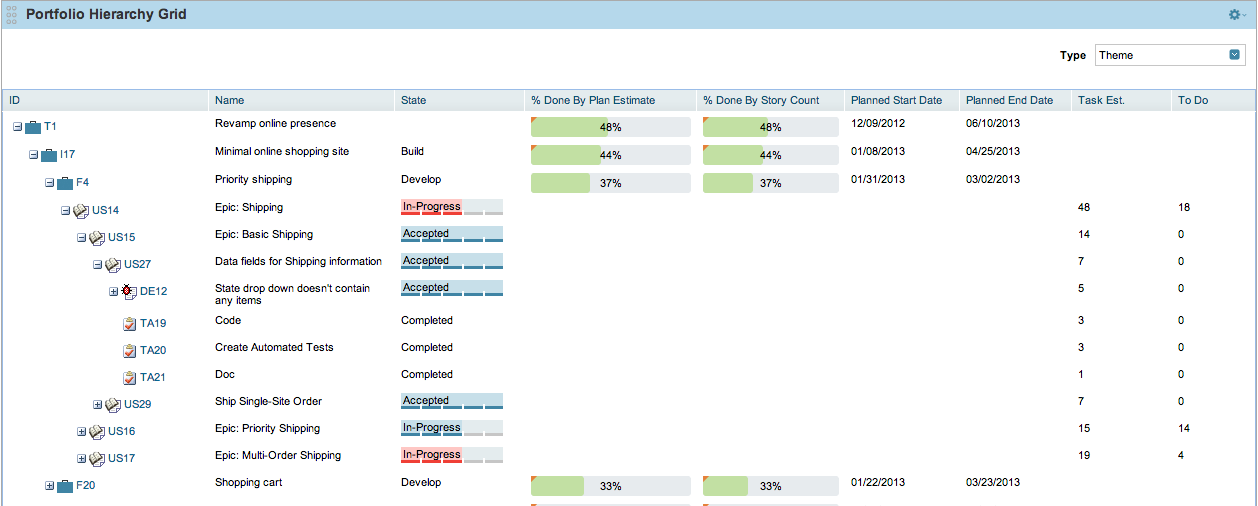 Portfolio Hierarchy Grid
Type Theme
ID Name State % Done By Plan Estimate % Done By Story Count Planned Start Date Planned End Date Task Est. To Do
T1 Revamp online presence 48% 48% 12/09/2012 06/10/2013
I17 Minimal online shopping site Build 44% 44% 01/08/2013 04/25/2013
F4 Priority shipping Develop 37% 37% 01/31/2013 03/02/2013
US14 Epic: Shipping In-Progress 48 18
US15 Epic: Basic Shipping Accepted 14 0
US27 Data fields for Shipping information Accepted 7 0
DE12 State drop down doesn't contain Accepted 5 0
any items
TA19 Code Completed 3 0
TA20 Create Automated Tests Completed 3 0
TA21 Doc Completed 1 0
US29 Ship Single-Site Order Accepted 7 0
US16 Epic: Priority Shipping In-Progress 15 14
US17 Epic: Multi-Order Shipping In-Progress 19 4
F20 Shopping cart Develop 33% 33% 01/22/2013 03/23/2013